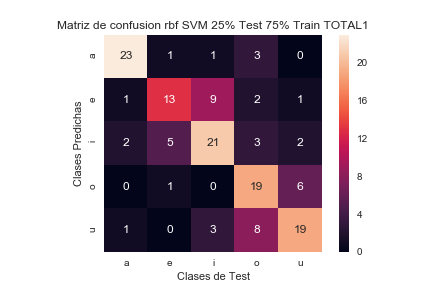 Matriz de confusion rbf SVM 25% Test 75% Train TOTAL1
a 23 1 1 3 0
e 1 13 9 2 1
i 2 5 21 3 2
o 0 1 0 19 6
u 1 0 3 8 19
a e i o u
Clases Predichas
Clases de Test
20
16
12
8
4
0